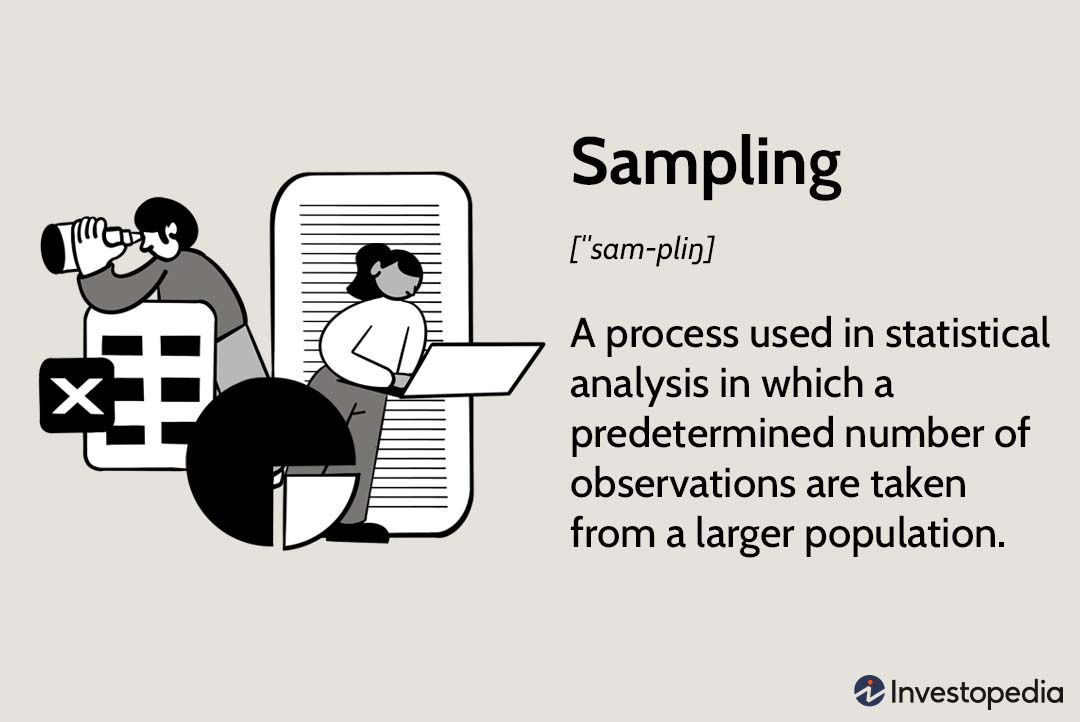 Sampling
["sam-pliŋ]
A process used in statistical
analysis in which a
predetermined number of
observations are taken
from a larger population.
X
Investopedia